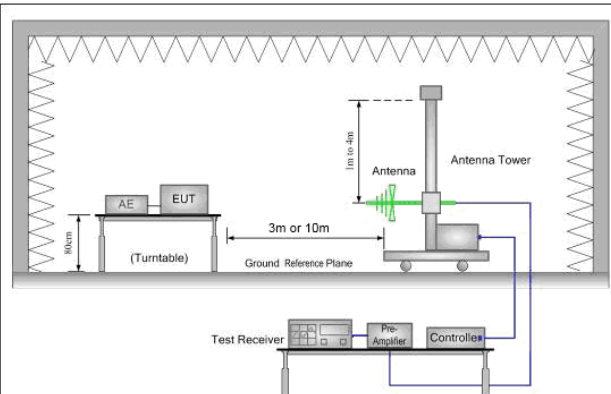 1m to 4m
Antenna
Antenna Tower
AE
EUT
80cm
(Turntable)
3m or 10m
Ground Reference Plane
Test Receiver
Pre-
Amplifier
Controller